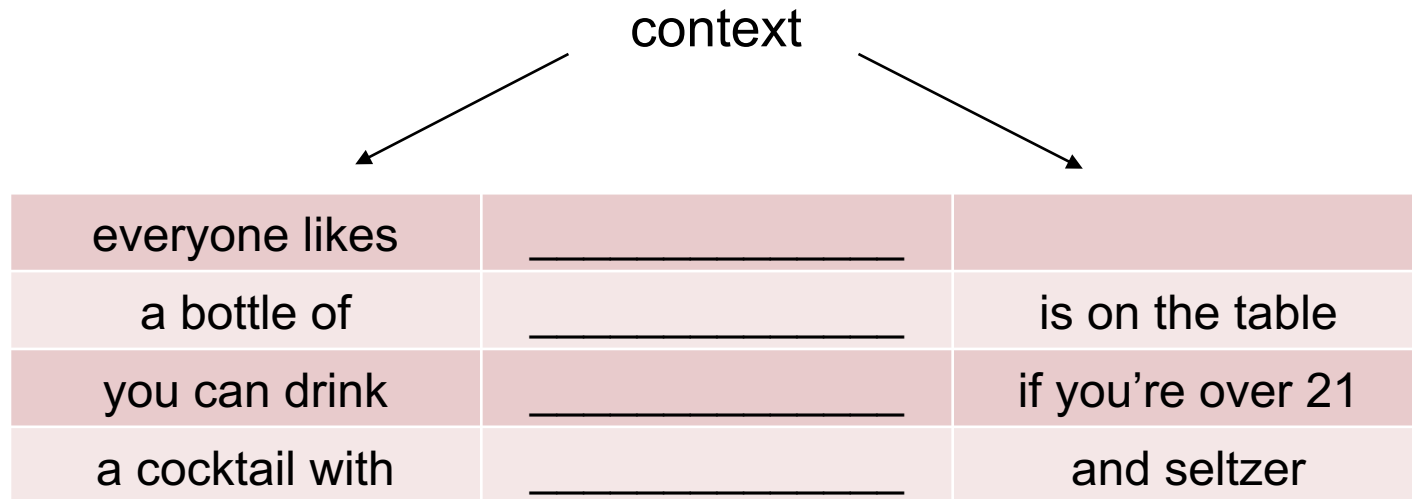 context
everyone likes ______________
a bottle of ______________ is on the table
you can drink ______________ if you’re over 21
a cocktail with ______________ and seltzer